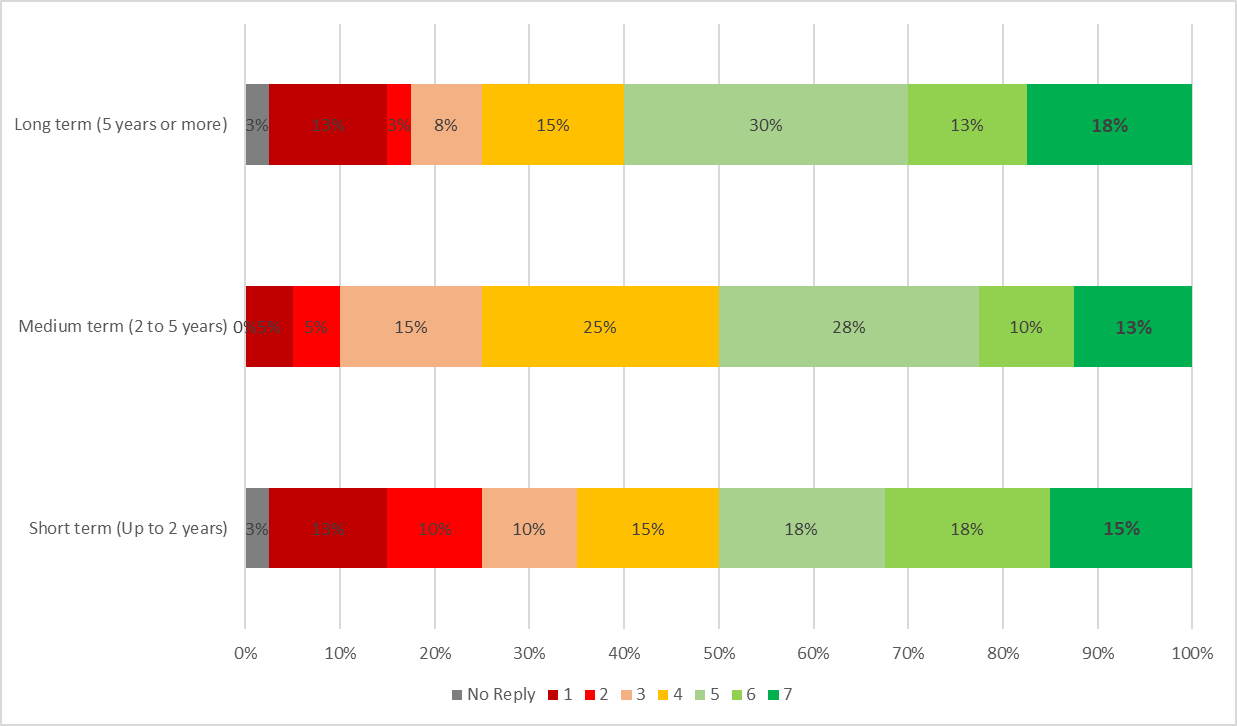 Long term (5 years or more) 3% 13% 3% 8% 15% 30% 13% 18%
Medium term (2 to 5 years) 0% 5% 5% 15% 25% 28% 10% 13%
Short term (Up to 2 years) 3% 13% 10% 10% 15% 18% 18% 15%
0% 10% 20% 30% 40% 50% 60% 70% 80% 90% 100%
No Reply 1 2 3 4 5 6 7